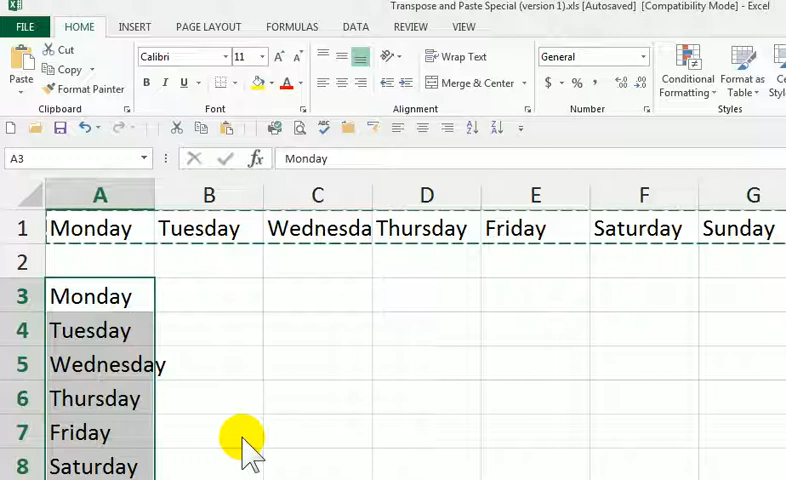 Transpose and Paste Special (version 1).xls [Autosaved] [Compatibility Mode] - Excel
FILE HOME INSERT PAGE LAYOUT FORMULAS DATA REVIEW VIEW
Cut
Calibri 11 A A Wrap Text General
Copy
Paste Format Painter B I U A Merge & Center $ % , Conditional Formatting Format as Table
Clipboard Font Alignment Number Styles
A3 fx Monday
A B C D E F G
1 Monday Tuesday Wednesda Thursday Friday Saturday Sunday
2
3 Monday
4 Tuesday
5 Wednesday
6 Thursday
7 Friday
8 Saturday